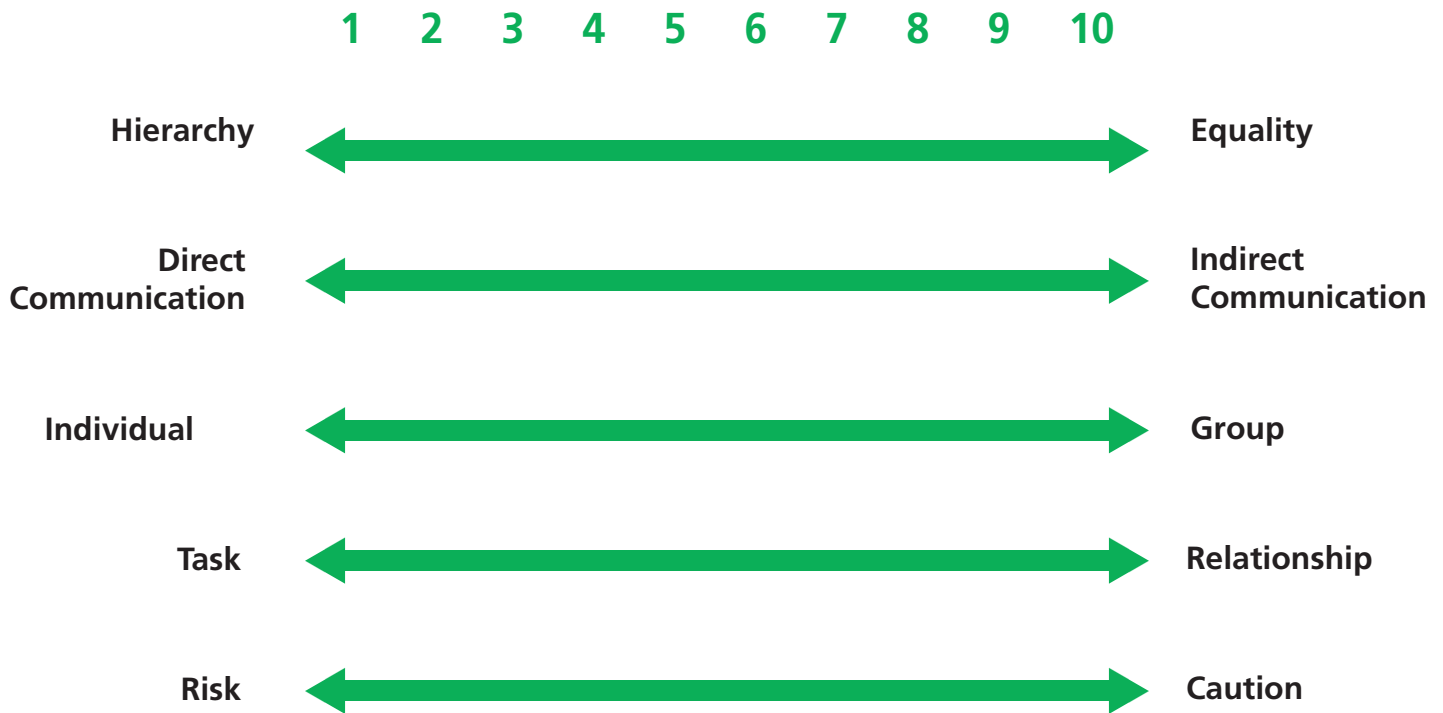 1 2 3 4 5 6 7 8 9 10
Hierarchy
Equality
Direct
Communication
Indirect
Communication
Individual
Group
Task
Relationship
Risk
Caution